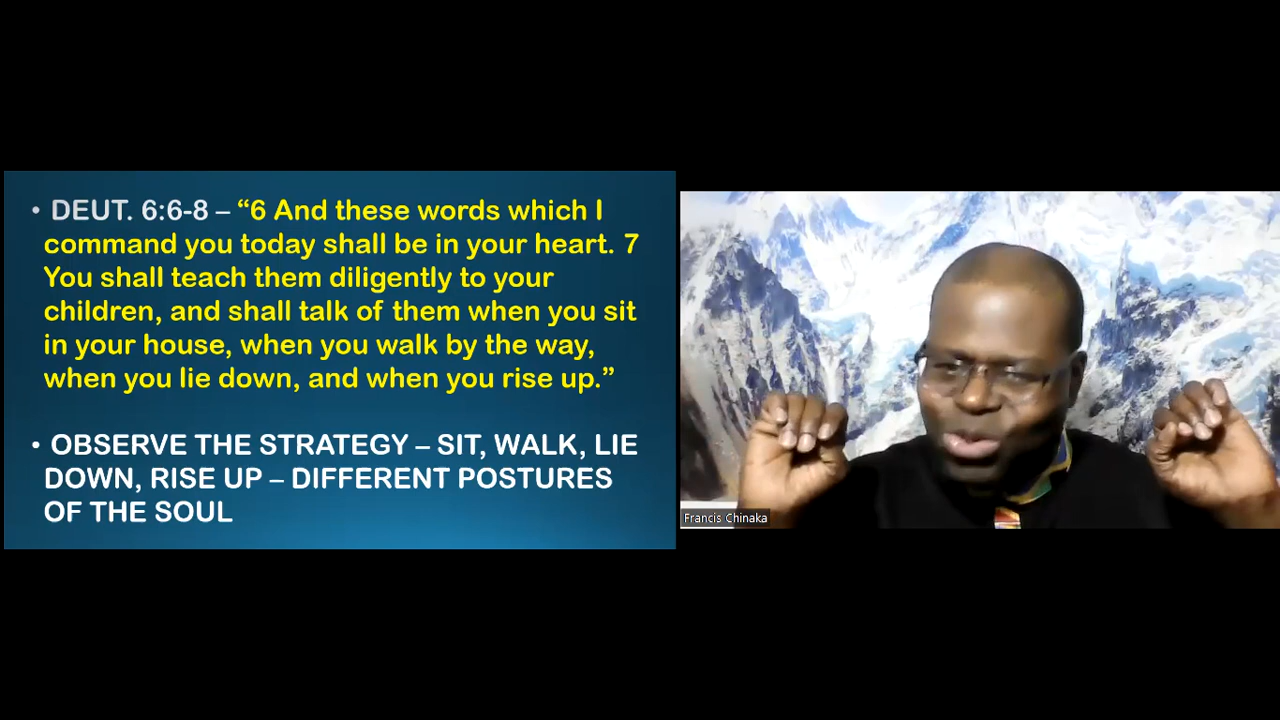 • DEUT. 6:6-8 – “6 And these words which I
command you today shall be in your heart. 7
You shall teach them diligently to your
children, and shall talk of them when you sit
in your house, when you walk by the way,
when you lie down, and when you rise up.”
• OBSERVE THE STRATEGY – SIT, WALK, LIE
DOWN, RISE UP – DIFFERENT POSTURES
OF THE SOUL
Francis Chinaka